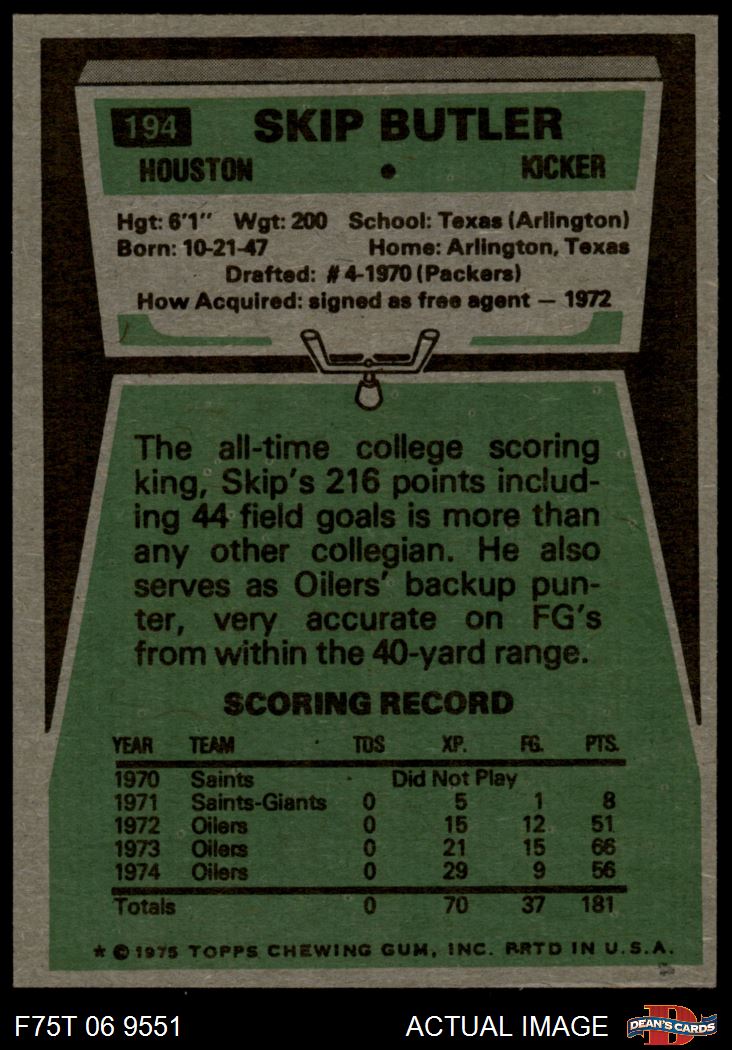 194 SKIP BUTLER
HOUSTON • KICKER
Hgt: 6'1" Wgt: 200 School: Texas (Arlington)
Born: 10-21-47 Home: Arlington, Texas
Drafted: #4-1970 (Packers)
How Acquired: signed as free agent — 1972
The all-time college scoring
king, Skip's 216 points includ-
ing 44 field goals is more than
any other collegian. He also
serves as Oilers' backup pun-
ter, very accurate on FG's
from within the 40-yard range.
SCORING RECORD
YEAR TEAM TDS XP. FG. PTS.
1970 Saints Did Not Play
1971 Saints-Giants 0 5 1 8
1972 Oilers 0 15 12 51
1973 Oilers 0 21 15 66
1974 Oilers 0 29 9 56
Totals 0 70 37 181
* © 1975 TOPPS CHEWING GUM, INC. PRTD IN U.S.A.
F75T 06 9551 ACTUAL IMAGE D DEAN'S CARDS